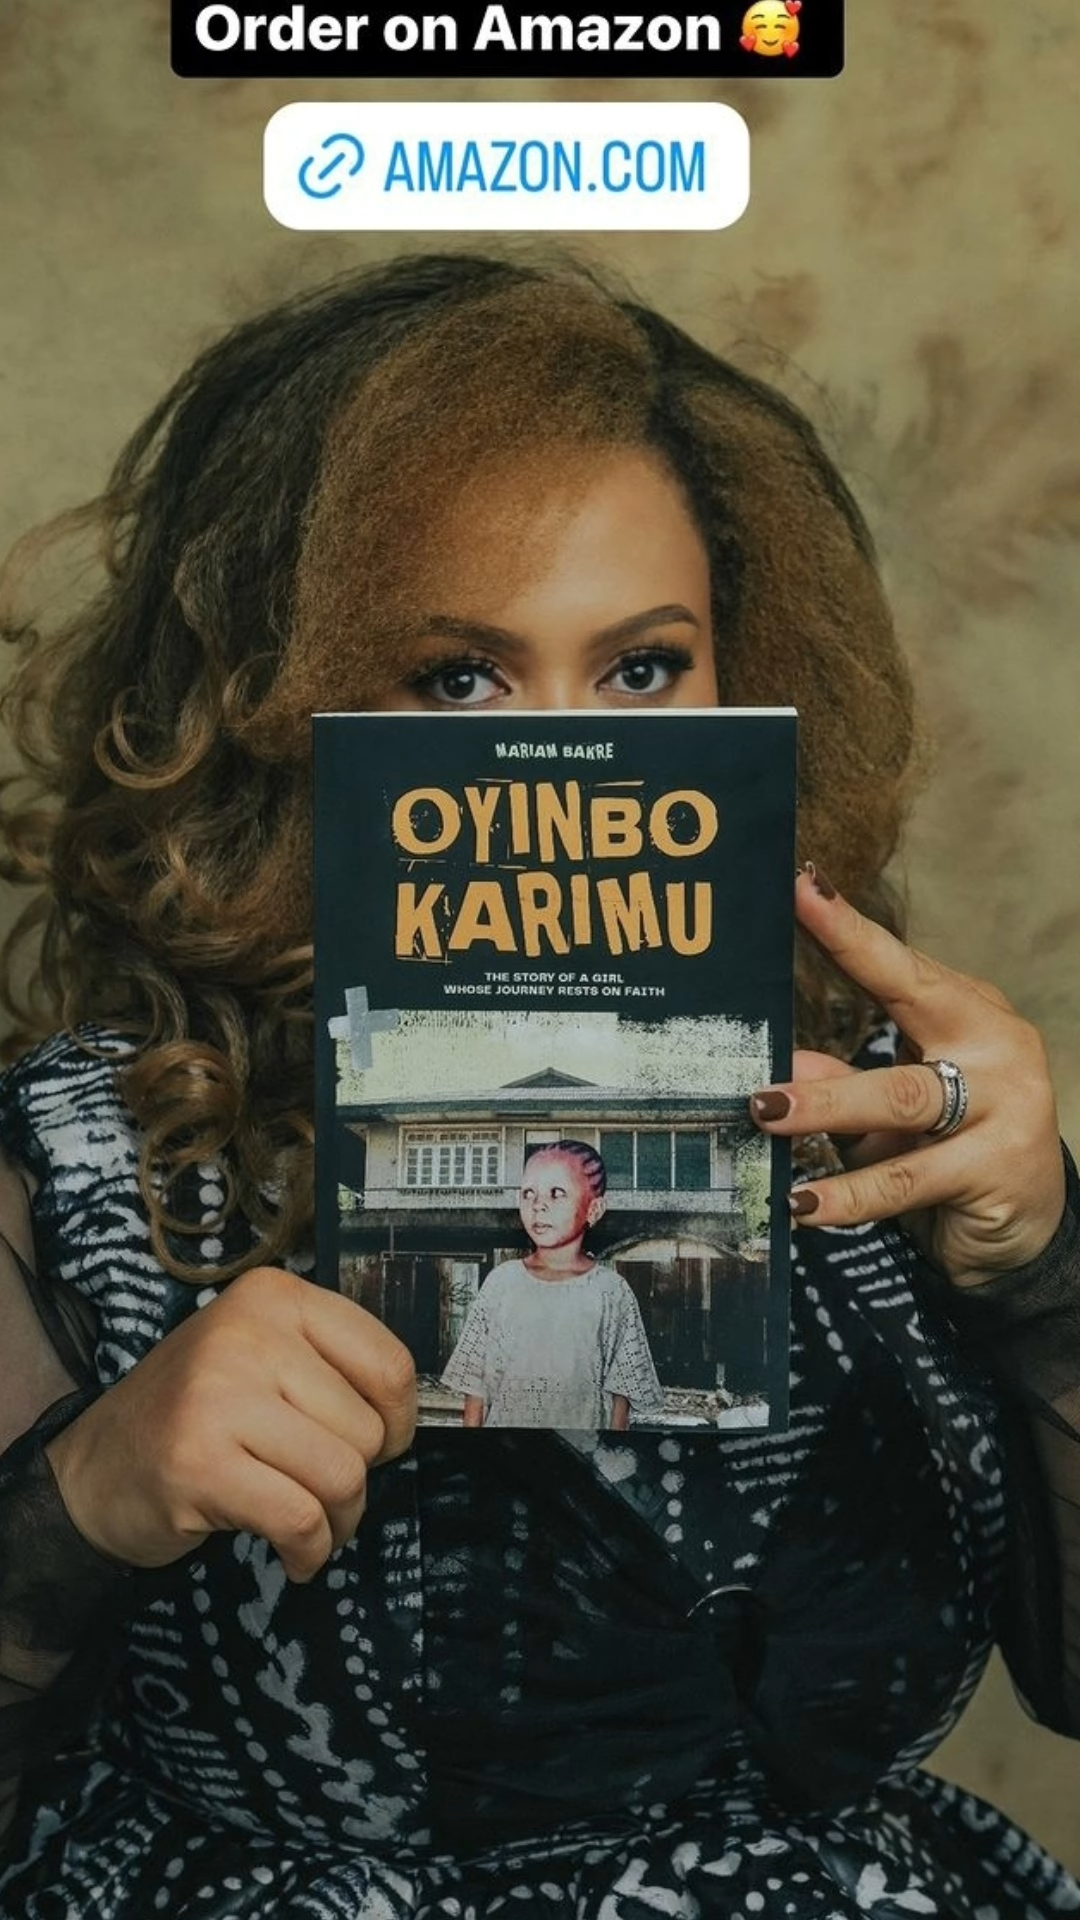 Order on Amazon 🥰
AMAZON.COM
MARIAM BAKRE
OYINBO
KARIMU
THE STORY OF A GIRL
WHOSE JOURNEY RESTS ON FAITH